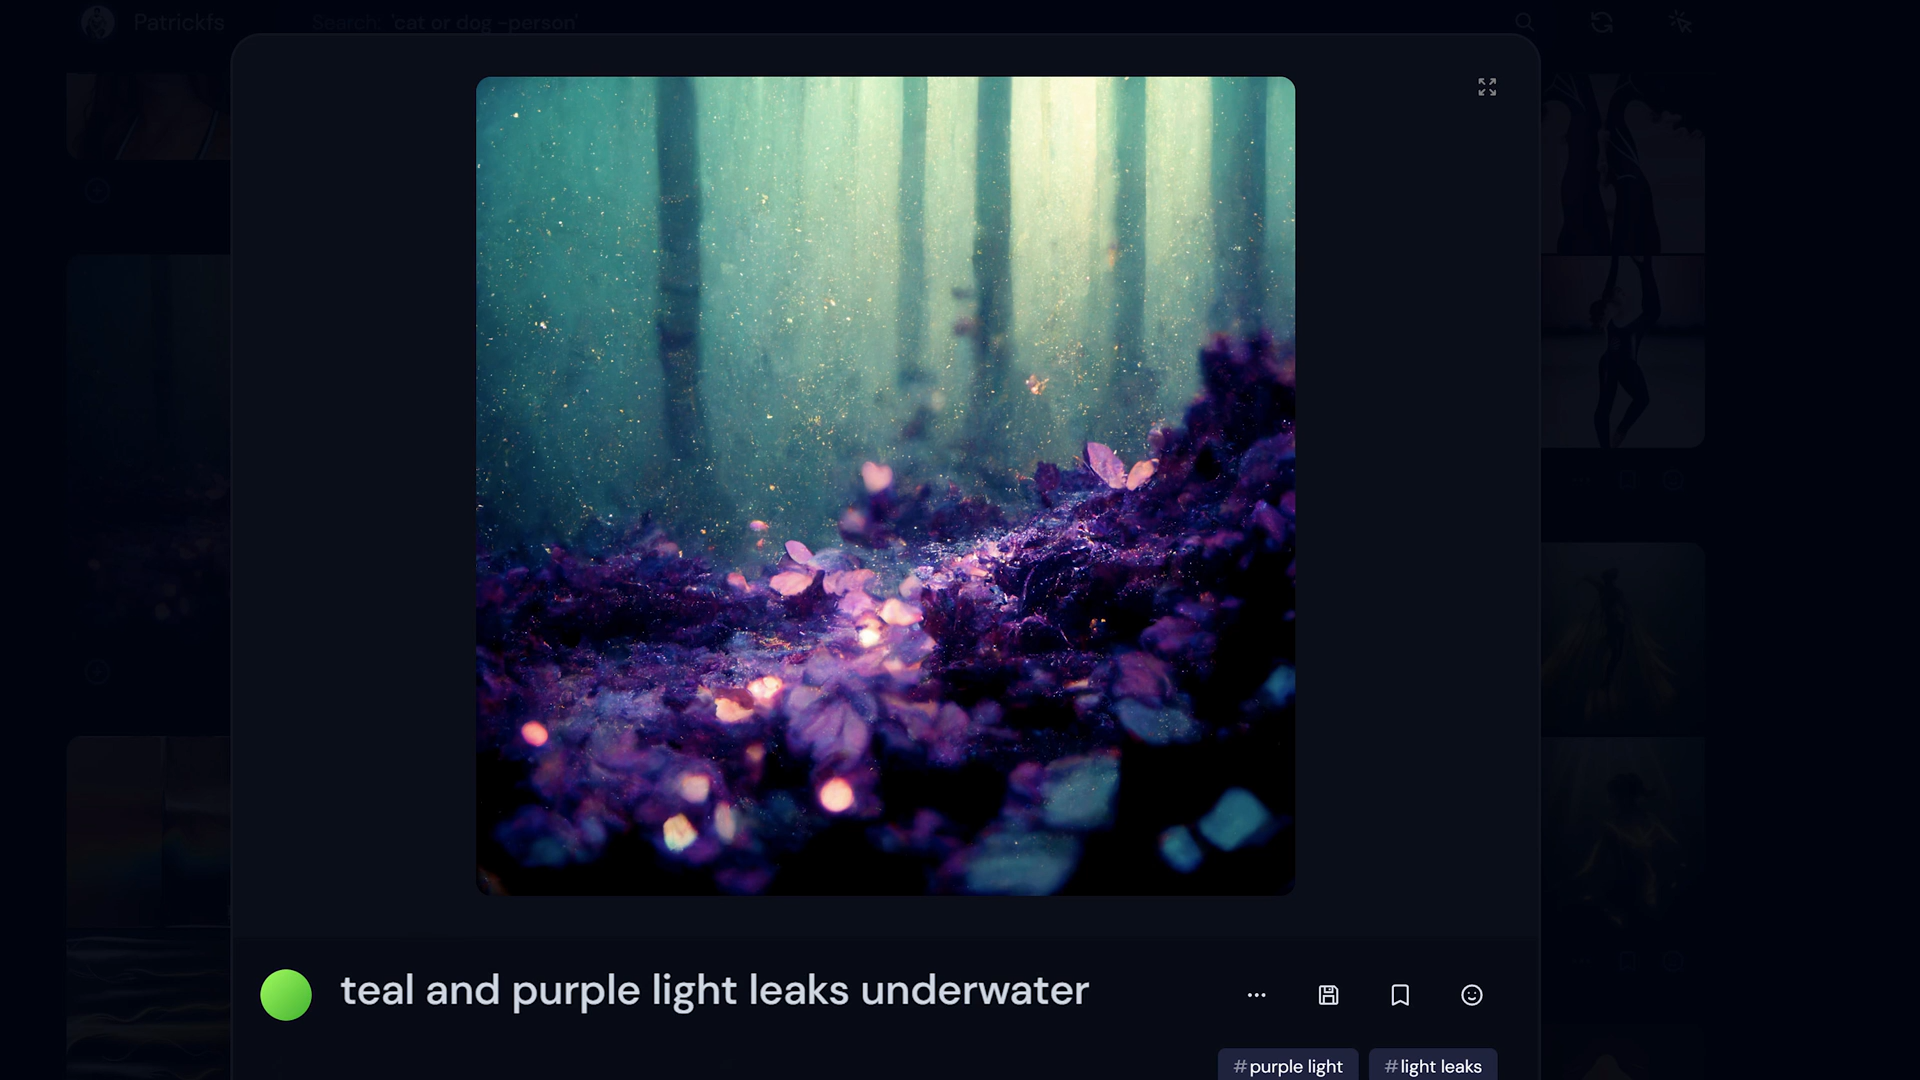 Patrickfs
Search: 'cat or dog -person'
teal and purple light leaks underwater
#purple light
#light leaks